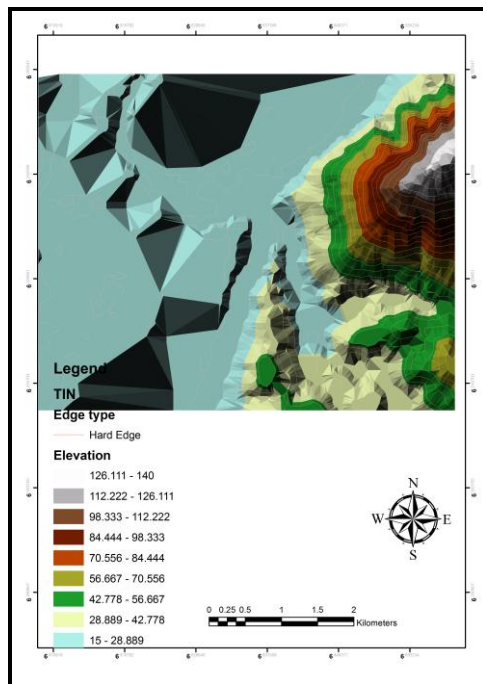 Legend
TIN
Edge type
Hard Edge
Elevation
126.111 - 140
112.222 - 126.111
98.333 - 112.222
84.444 - 98.333
70.556 - 84.444
56.667 - 70.556
42.778 - 56.667
28.889 - 42.778
15 - 28.889
N
W E
S
0 0.25 0.5 1 1.5 2
Kilometers